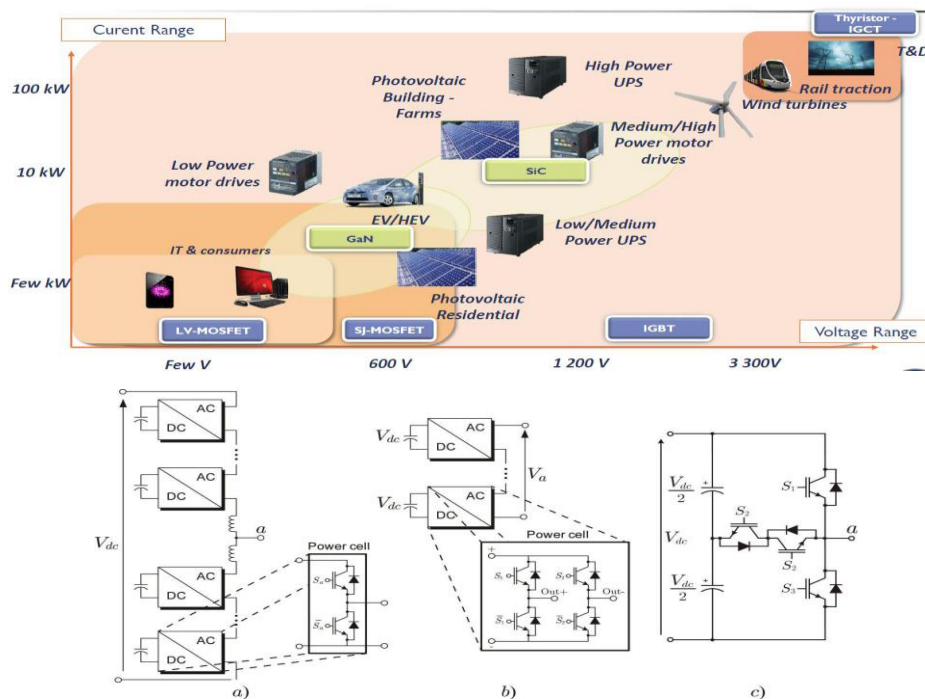 Curent Range
Thyristor -
IGCT
T&D
100 kW
Photovoltaic
Building -
Farms
High Power
UPS
Rail traction
Wind turbines
10 kW
Low Power
motor drives
Medium/High
Power motor
drives
SiC
EV/HEV
GaN
Low/Medium
Power UPS
IT & consumers
Few kW
Photovoltaic
Residential
LV-MOSFET
SJ-MOSFET
IGBT
Voltage Range
Few V
600 V
1 200 V
3 300V
AC
DC
AC
DC
V_dc
a
AC
DC
AC
DC
Power cell
S_a
S̅_a
a)
V_dc
AC
DC
V_dc
AC
DC
V_a
Power cell
+
S_1
Out+
Out-
-
b)
V_dc
2
V_dc
V_dc
2
S_1
S_2
S_2
a
S_3
c)